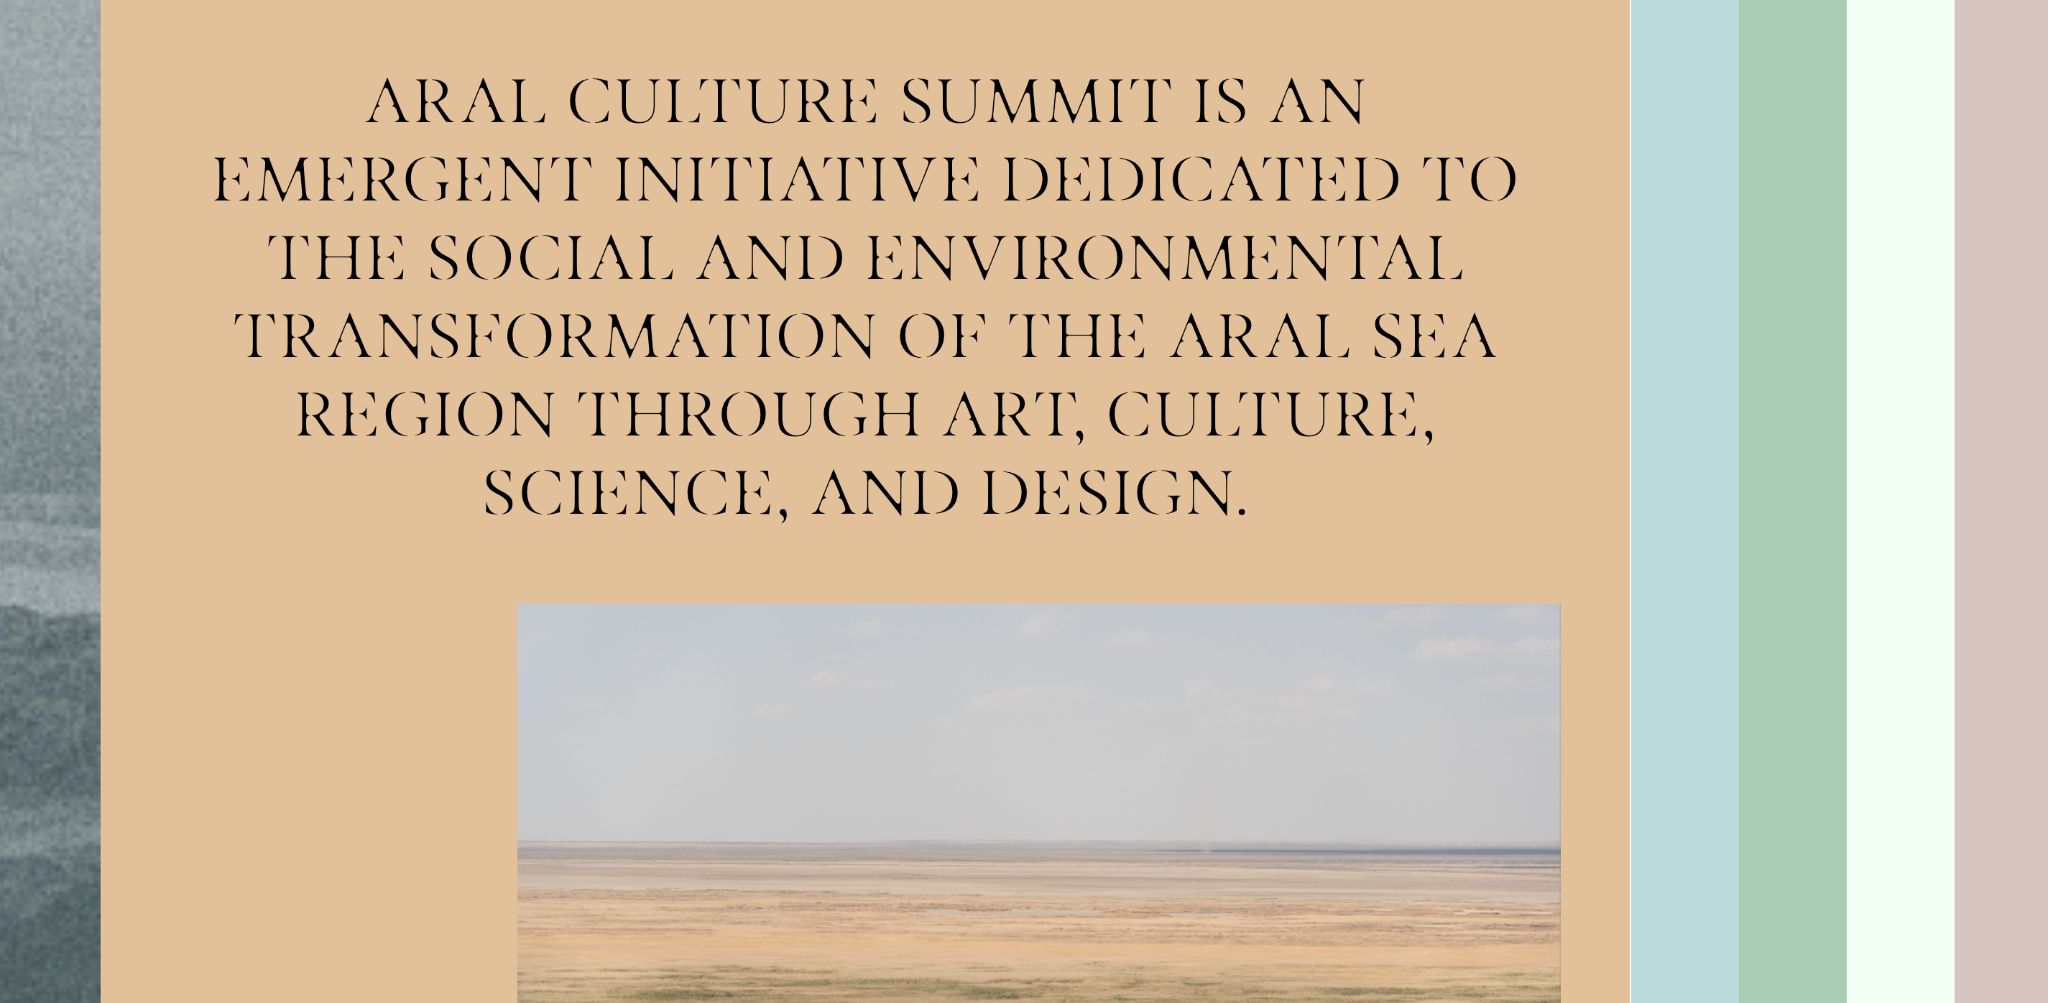 ARAL CULTURE SUMMIT IS AN
EMERGENT INITIATIVE DEDICATED TO
THE SOCIAL AND ENVIRONMENTAL
TRANSFORMATION OF THE ARAL SEA
REGION THROUGH ART, CULTURE,
SCIENCE, AND DESIGN.